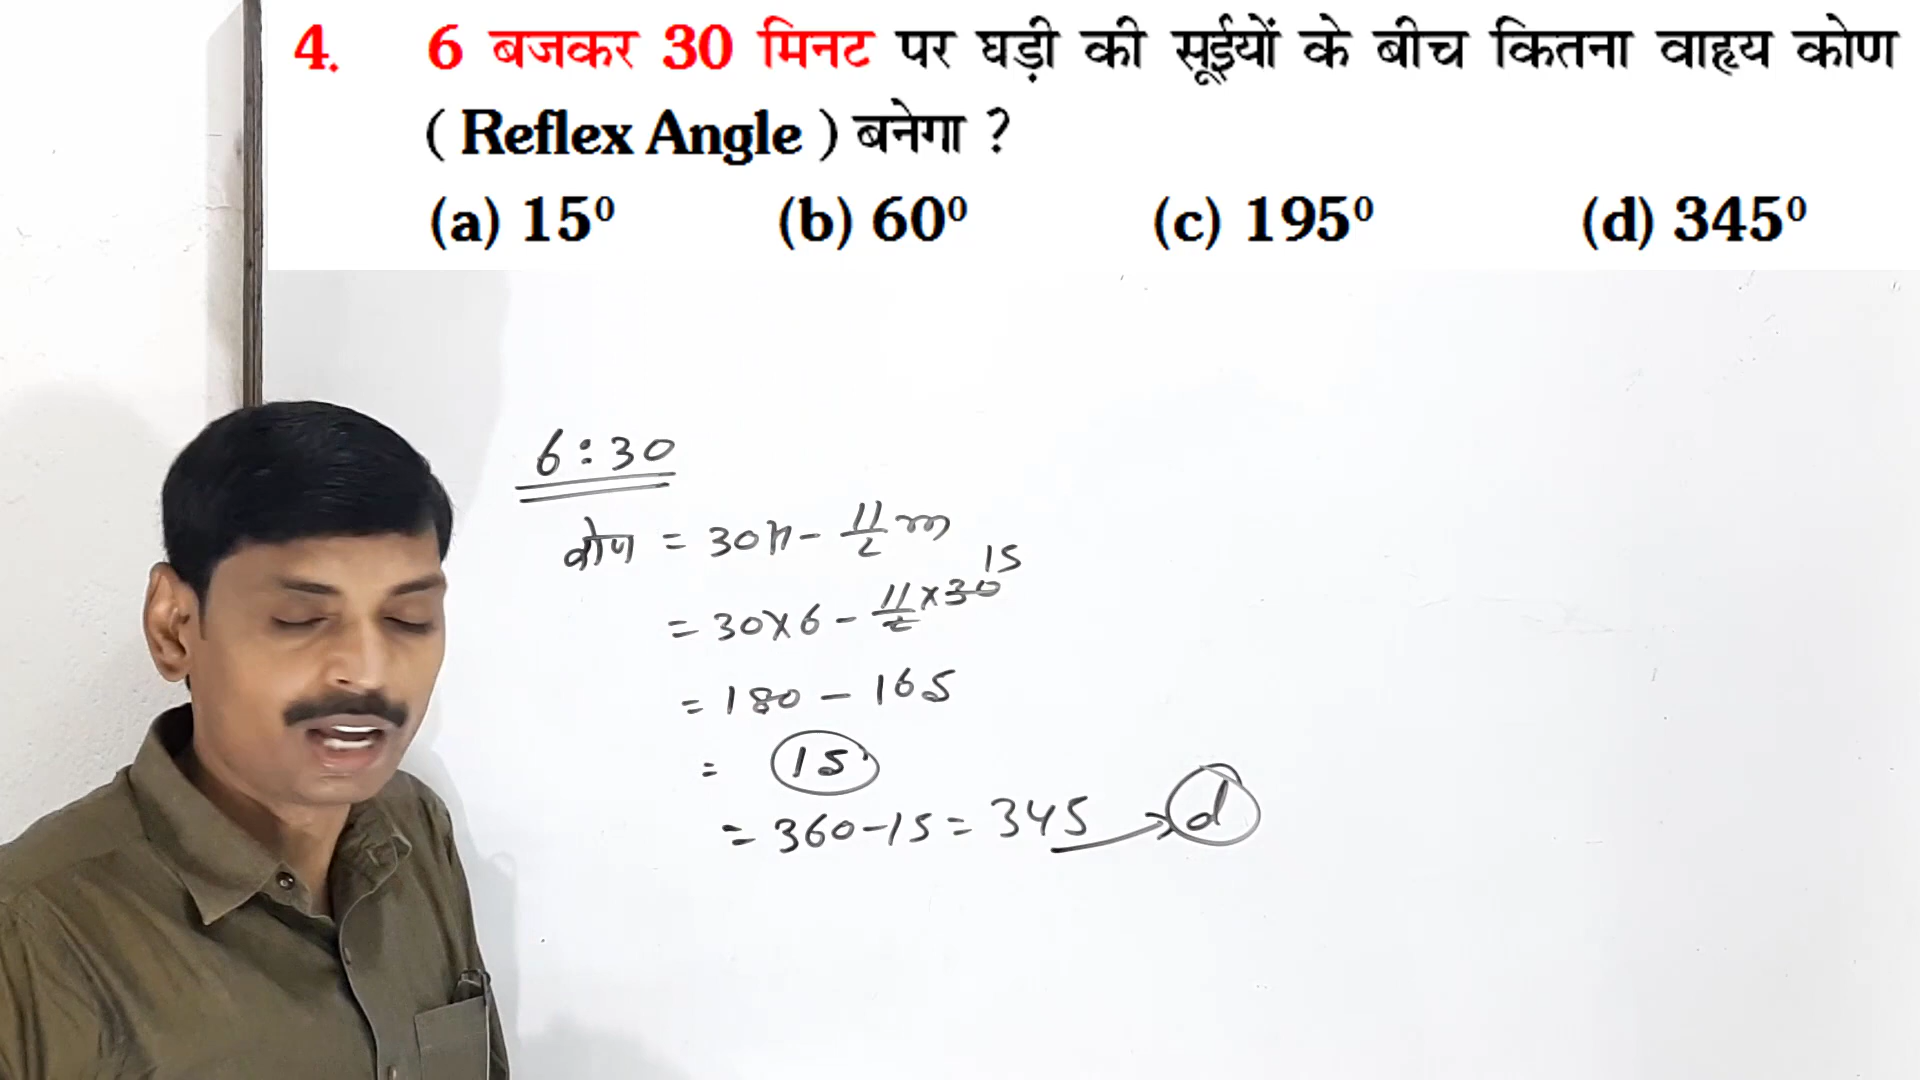 4. 6 बजकर 30 मिनट पर घड़ी की सूईयों के बीच कितना वाहृय कोण
( Reflex Angle ) बनेगा ?
(a) 15⁰ (b) 60⁰ (c) 195⁰ (d) 345⁰
6:30
कोण = 30H - 11/2 m
= 30×6 - 11/2 × 30 15
= 180 - 165
= 15
= 360-15 = 345 → d